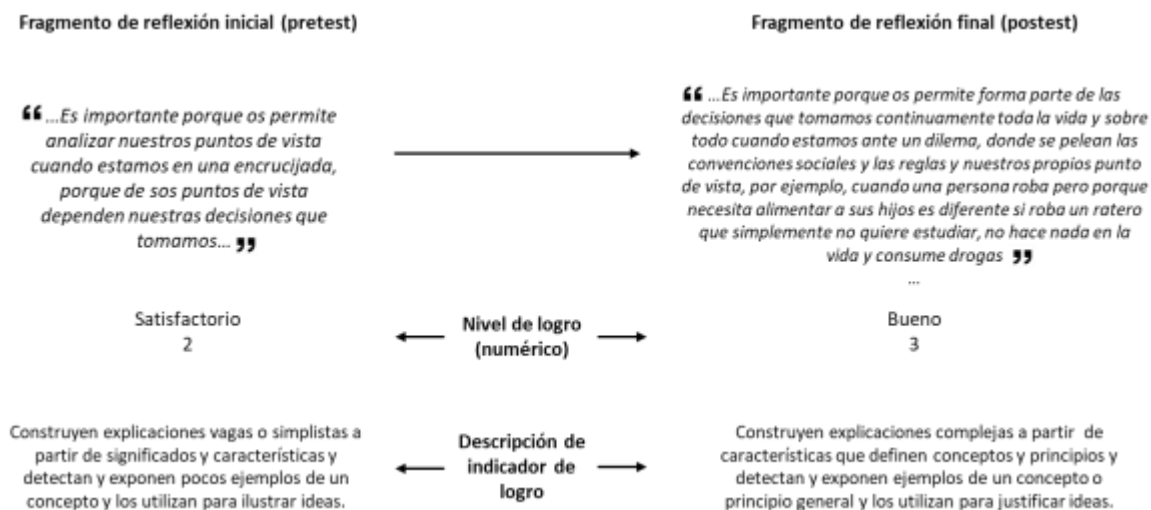 Fragmento de reflexión inicial (pretest)
Fragmento de reflexión final (postest)
“ ...Es importante porque os permite
analizar nuestros puntos de vista
cuando estamos en una encrucijada,
porque de sos puntos de vista
dependen nuestras decisiones que
tomamos... ”
“ ...Es importante porque os permite forma parte de las
decisiones que tomamos continuamente toda la vida y sobre
todo cuando estamos ante un dilema, donde se pelean las
convenciones sociales y las reglas y nuestros propios punto
de vista, por ejemplo, cuando una persona roba pero porque
necesita alimentar a sus hijos es diferente si roba un ratero
que simplemente no quiere estudiar, no hace nada en la
vida y consume drogas ”
...
Satisfactorio
2
Nivel de logro
(numérico)
Bueno
3
Construyen explicaciones vagas o simplistas a
partir de significados y características y
detectan y exponen pocos ejemplos de un
concepto y los utilizan para ilustrar ideas.
Descripción de
indicador de
logro
Construyen explicaciones complejas a partir de
características que definen conceptos y principios y
detectan y exponen ejemplos de un concepto o
principio general y los utilizan para justificar ideas.